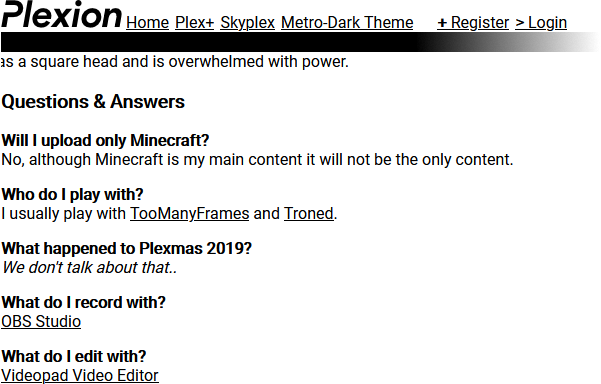 Plexion Home Plex+ Skyplex Metro-Dark Theme + Register > Login
as a square head and is overwhelmed with power.
Questions & Answers
Will I upload only Minecraft?
No, although Minecraft is my main content it will not be the only content.
Who do I play with?
I usually play with TooManyFrames and Troned.
What happened to Plexmas 2019?
We don't talk about that..
What do I record with?
OBS Studio
What do I edit with?
Videopad Video Editor